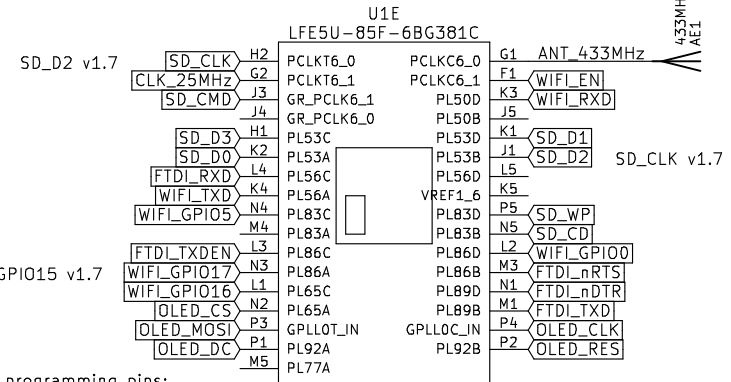 U1E
LFE5U-85F-6BG381C
433MH
AE1
SD_D2 v1.7
SD_CLK H2 PCLKT6_0 PCLKC6_0 G1 ANT_433MHz
CLK_25MHz G2 PCLKT6_1 PCLKC6_1 F1 WIFI_EN
SD_CMD J3 GR_PCLK6_1 PL50D K3 WIFI_RXD
J4 GR_PCLK6_0 PL50B J5
SD_D3 H1 PL53C PL53D K1 SD_D1
SD_D0 K2 PL53A PL53B J1 SD_D2 SD_CLK v1.7
FTDI_RXD L4 PL56C PL56D L5
WIFI_TXD K4 PL56A VREF1_6 K5
WIFI_GPIO5 N4 PL83C PL83D P5 SD_WP
M4 PL83A PL83B N5 SD_CD
FTDI_TXDEN L3 PL86C PL86D L2 WIFI_GPIO0
GPIO15 v1.7 WIFI_GPIO17 N3 PL86A PL86B M3 FTDI_nRTS
WIFI_GPIO16 L1 PL65C PL89D N1 FTDI_nDTR
OLED_CS N2 PL65A PL89B M1 FTDI_TXD
OLED_MOSI P3 GPLL0T_IN GPLL0C_IN P4 OLED_CLK
OLED_DC P1 PL92A PL92B P2 OLED_RES
M5 PL77A
programming pins: